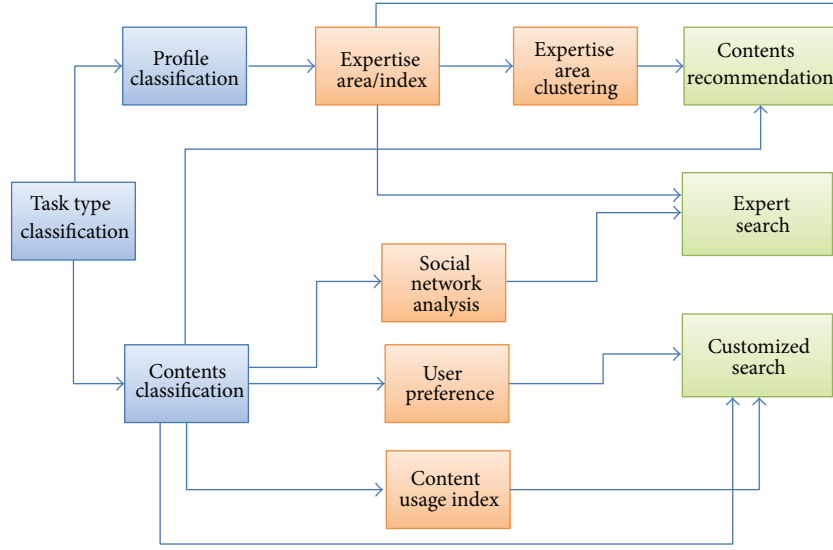 Profile
classification
Expertise
area/index
Expertise
area
clustering
Contents
recommendation
Task type
classification
Expert
search
Social
network
analysis
Contents
classification
User
preference
Customized
search
Content
usage index